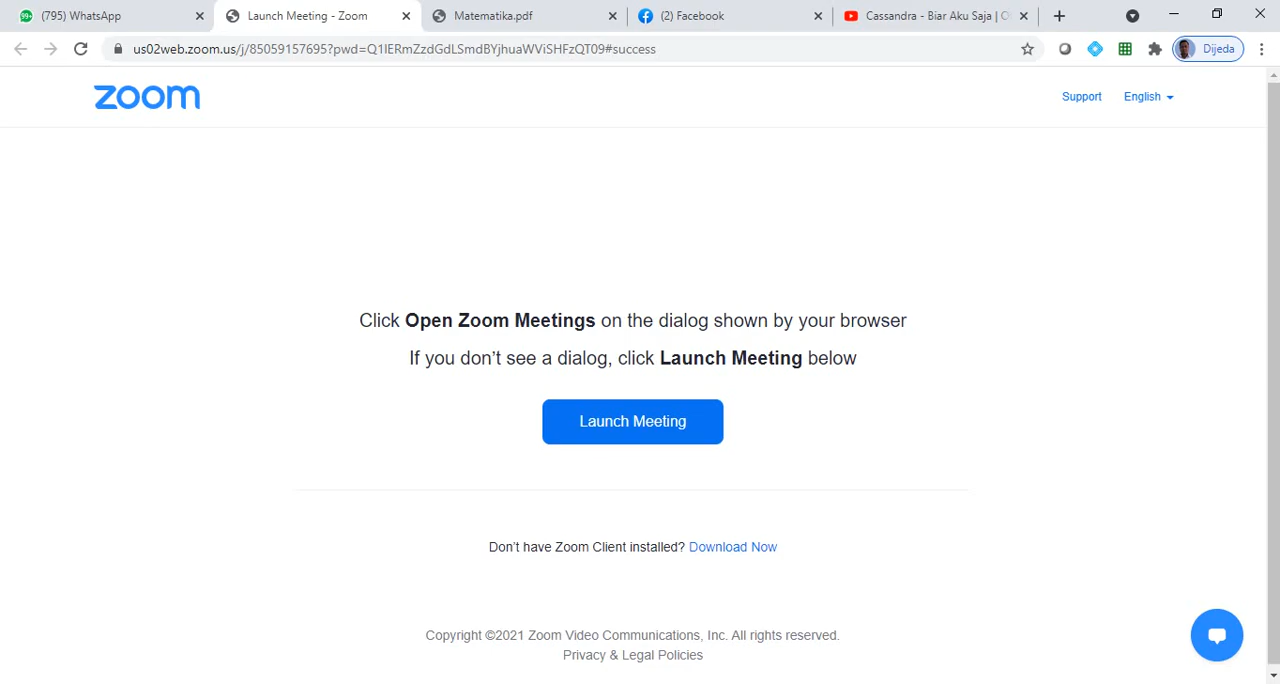 99+ (795) WhatsApp
Launch Meeting - Zoom
Matematika.pdf
(2) Facebook
Cassandra - Biar Aku Saja |
us02web.zoom.us/j/85059157695?pwd=Q1lERmZzdGdLSmdBYjhuaWViSHFzQT09#success
Dijeda
zoom
Support
English
Click Open Zoom Meetings on the dialog shown by your browser
If you don’t see a dialog, click Launch Meeting below
Launch Meeting
Don’t have Zoom Client installed? Download Now
Copyright ©2021 Zoom Video Communications, Inc. All rights reserved.
Privacy & Legal Policies